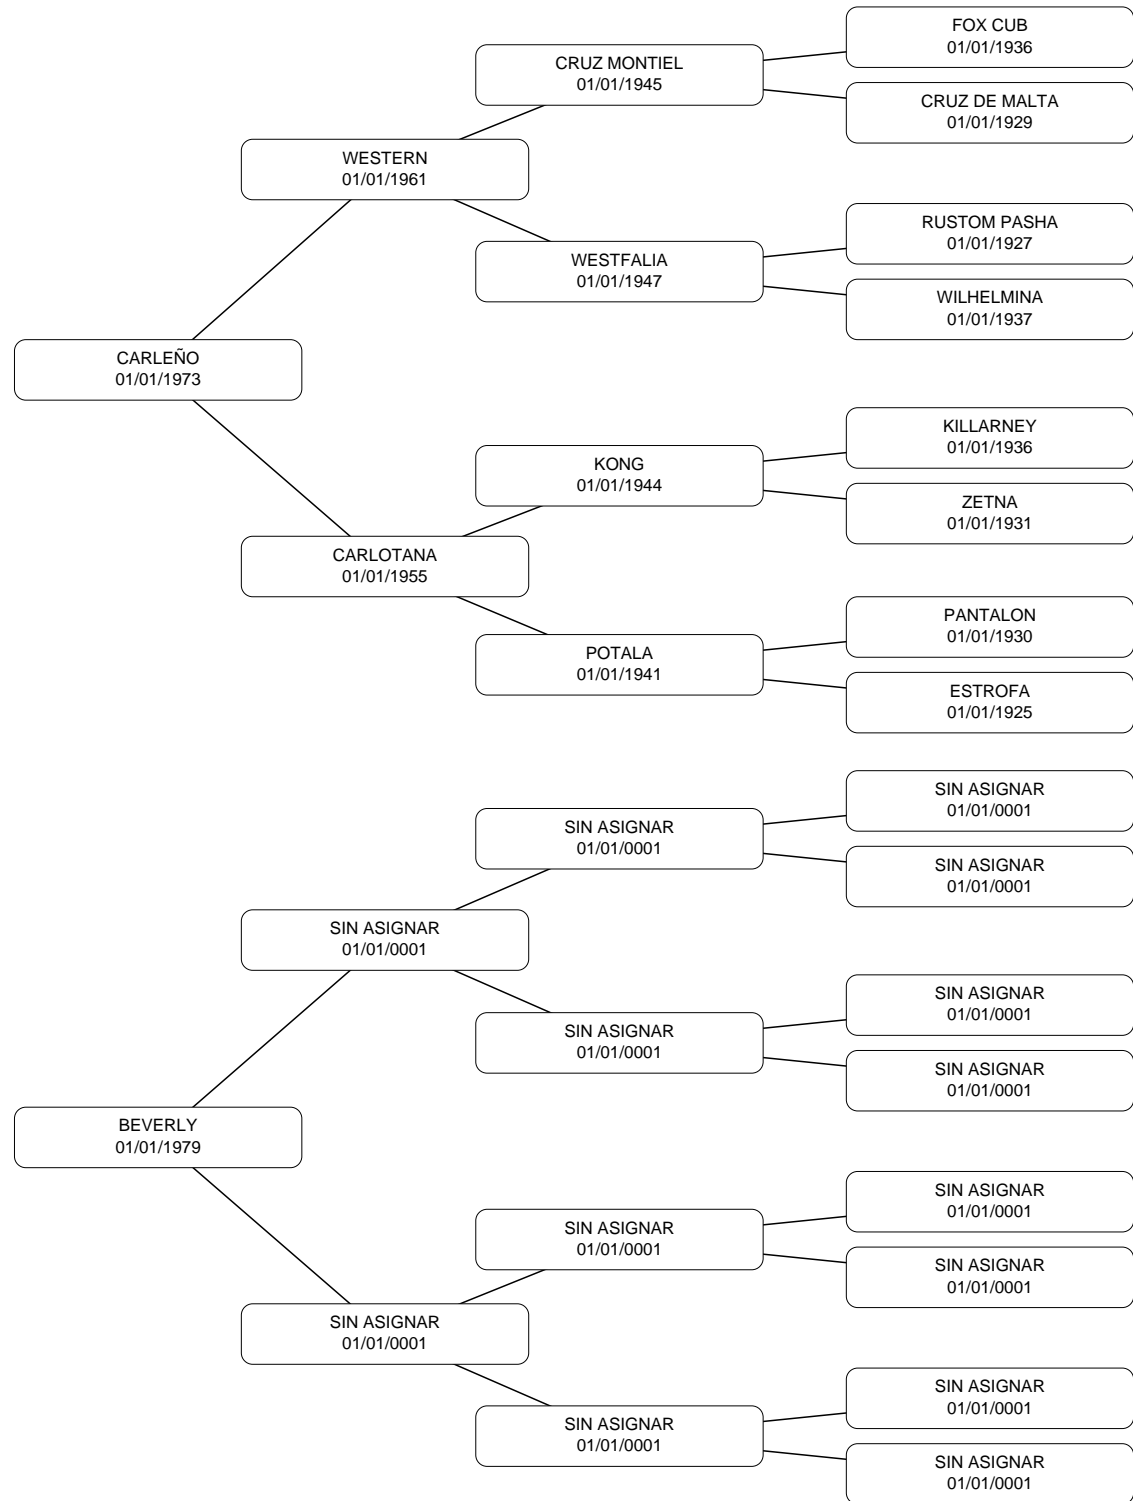 FOX CUB
01/01/1936
CRUZ MONTIEL
01/01/1945
CRUZ DE MALTA
01/01/1929
WESTERN
01/01/1961
RUSTOM PASHA
01/01/1927
WESTFALIA
01/01/1947
WILHELMINA
01/01/1937
CARLEÑO
01/01/1973
KILLARNEY
01/01/1936
KONG
01/01/1944
ZETNA
01/01/1931
CARLOTANA
01/01/1955
PANTALON
01/01/1930
POTALA
01/01/1941
ESTROFA
01/01/1925
SIN ASIGNAR
01/01/0001
SIN ASIGNAR
01/01/0001
SIN ASIGNAR
01/01/0001
SIN ASIGNAR
01/01/0001
SIN ASIGNAR
01/01/0001
SIN ASIGNAR
01/01/0001
SIN ASIGNAR
01/01/0001
BEVERLY
01/01/1979
SIN ASIGNAR
01/01/0001
SIN ASIGNAR
01/01/0001
SIN ASIGNAR
01/01/0001
SIN ASIGNAR
01/01/0001
SIN ASIGNAR
01/01/0001
SIN ASIGNAR
01/01/0001
SIN ASIGNAR
01/01/0001